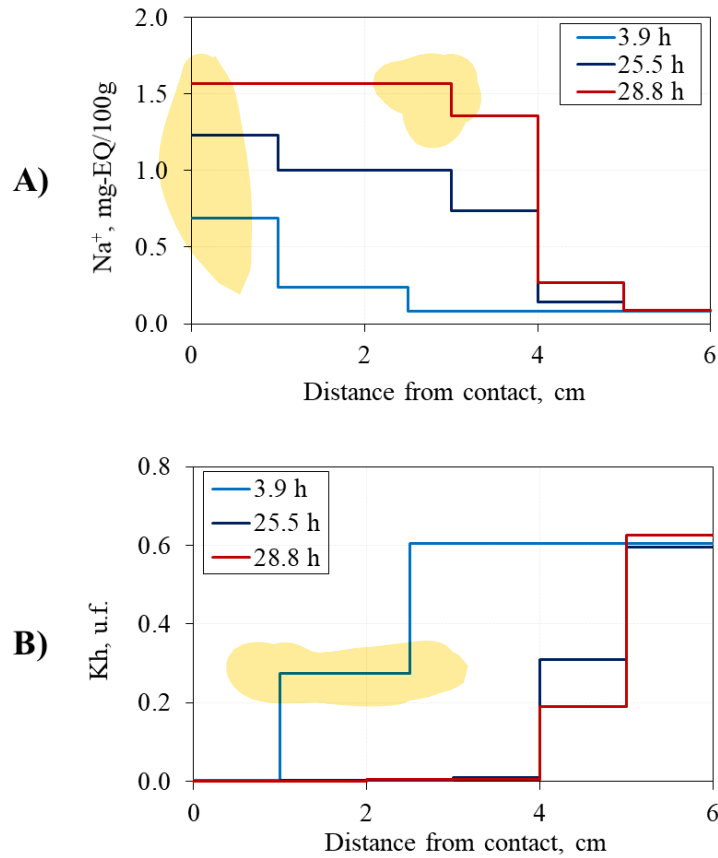 A)
Na⁺, mg-EQ/100g
2.0
1.5
1.0
0.5
0.0
3.9 h
25.5 h
28.8 h
0 2 4 6
Distance from contact, cm
B)
Kh, u.f.
0.8
0.6
0.4
0.2
0.0
3.9 h
25.5 h
28.8 h
0 2 4 6
Distance from contact, cm